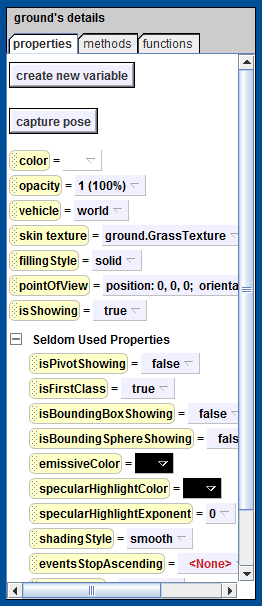 ground's details
properties methods functions
create new variable
capture pose
color =
opacity = 1 (100%)
vehicle = world
skin texture = ground.GrassTexture
fillingStyle = solid
pointOfView = position: 0, 0, 0; orienta
isShowing = true
Seldom Used Properties
isPivotShowing = false
isFirstClass = true
isBoundingBoxShowing = false
isBoundingSphereShowing = fals
emissiveColor =
specularHighlightColor =
specularHighlightExponent = 0
shadingStyle = smooth
eventsStopAscending = <None>